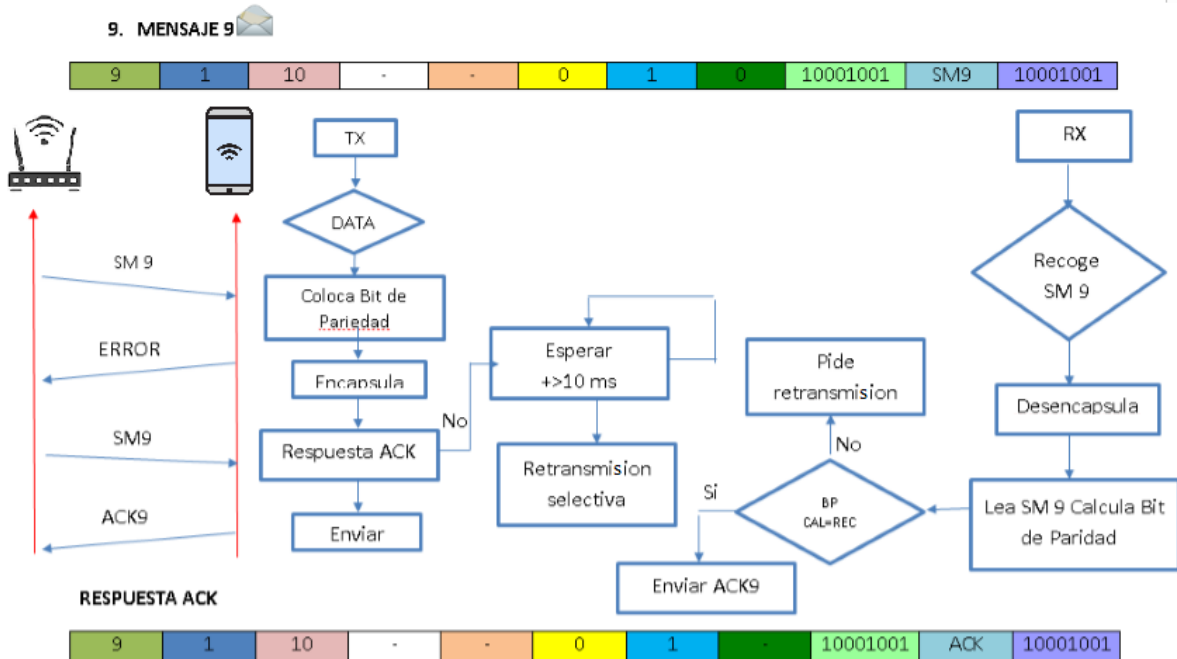 9. MENSAJE 9
9 1 10 - - 0 1 0 10001001 SM9 10001001
TX
DATA
Coloca Bit de
Pariedad
Encapsula
Respuesta ACK
Enviar
No
Esperar
+>10 ms
Retransmision
selectiva
SM 9
ERROR
SM9
ACK9
RX
Recoge
SM 9
Desencapsula
Lea SM 9 Calcula Bit
de Paridad
BP
CAL=REC
No
Pide
retransmision
Si
Enviar ACK9
RESPUESTA ACK
9 1 10 - - 0 1 - 10001001 ACK 10001001